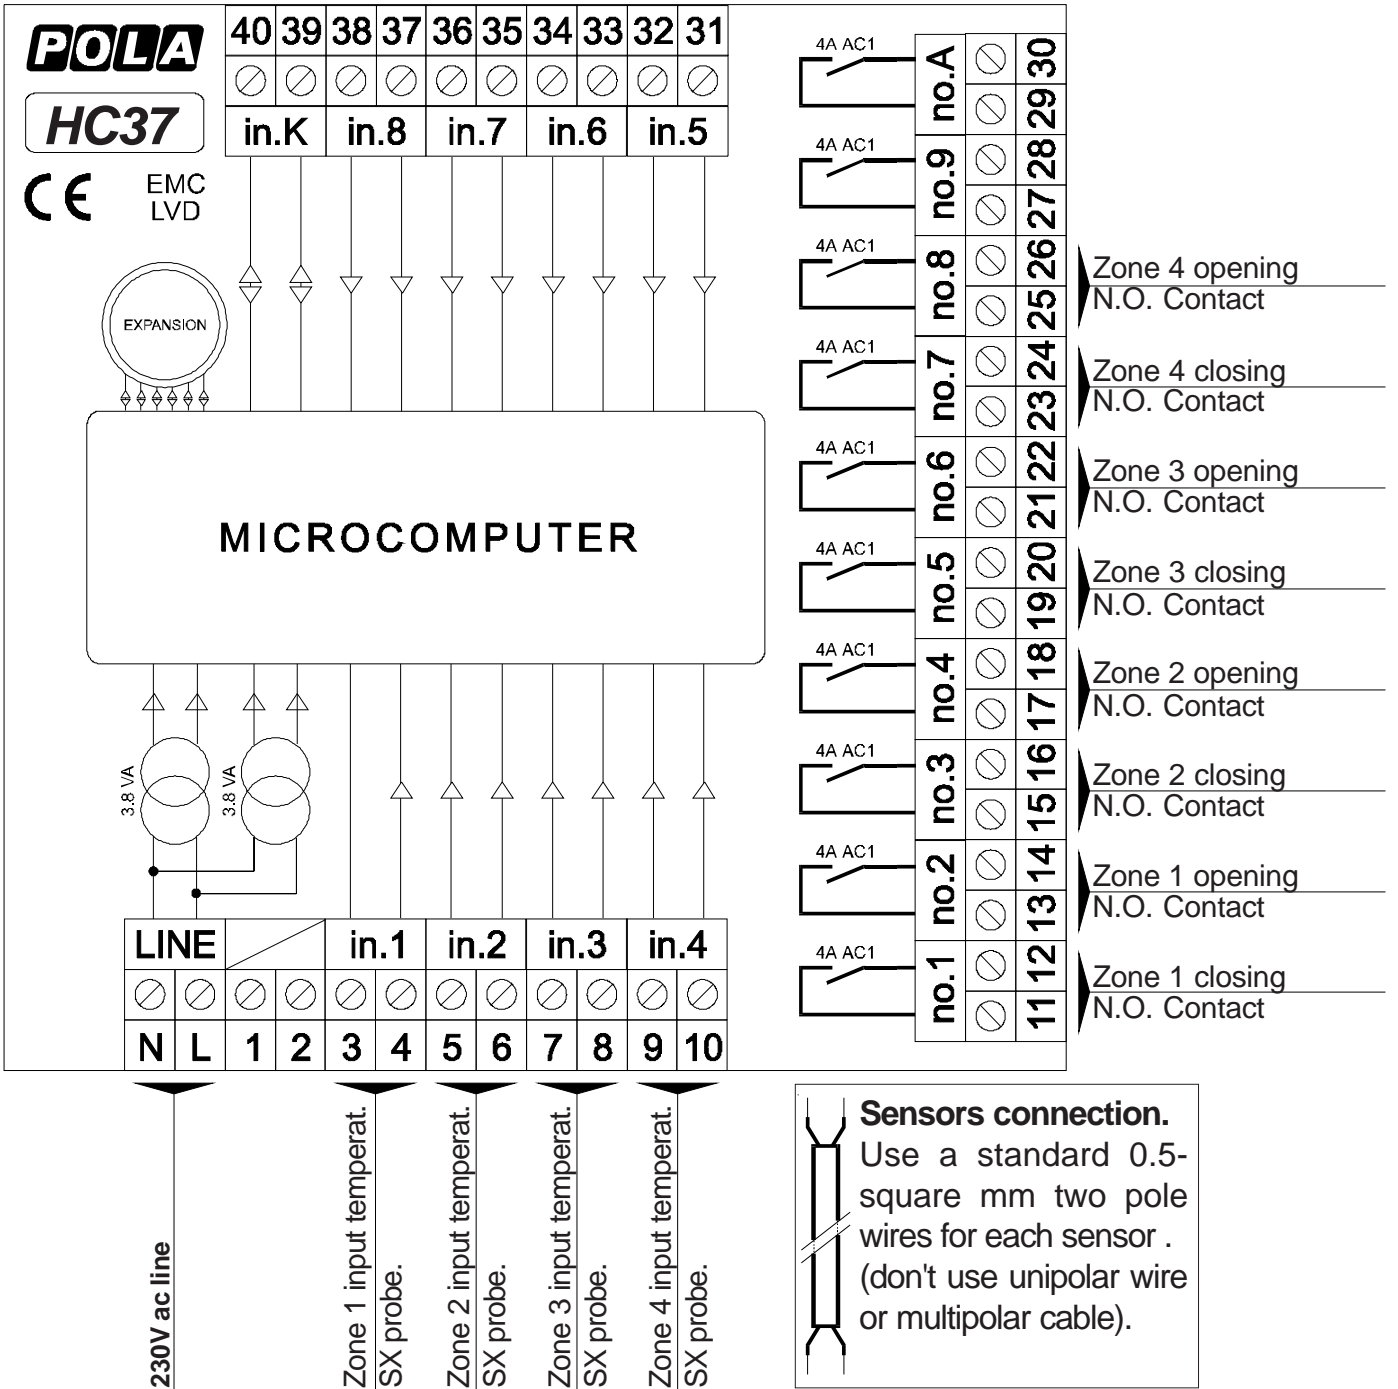 POLA
HC37
EMC
LVD
40 39 38 37 36 35 34 33 32 31
in.K in.8 in.7 in.6 in.5
EXPANSION
MICROCOMPUTER
3.8 VA
3.8 VA
LINE in.1 in.2 in.3 in.4
N L 1 2 3 4 5 6 7 8 9 10
4A AC1 no.A 30
29
4A AC1 no.9 28
27
4A AC1 no.8 26
25
Zone 4 opening
N.O. Contact
4A AC1 no.7 24
23
Zone 4 closing
N.O. Contact
4A AC1 no.6 22
21
Zone 3 opening
N.O. Contact
4A AC1 no.5 20
19
Zone 3 closing
N.O. Contact
4A AC1 no.4 18
17
Zone 2 opening
N.O. Contact
4A AC1 no.3 16
15
Zone 2 closing
N.O. Contact
4A AC1 no.2 14
13
Zone 1 opening
N.O. Contact
4A AC1 no.1 12
11
Zone 1 closing
N.O. Contact
230V ac line
Zone 1 input temperat.
SX probe.
Zone 2 input temperat.
SX probe.
Zone 3 input temperat.
SX probe.
Zone 4 input temperat.
SX probe.
Sensors connection.
Use a standard 0.5-
square mm two pole
wires for each sensor .
(don't use unipolar wire
or multipolar cable).